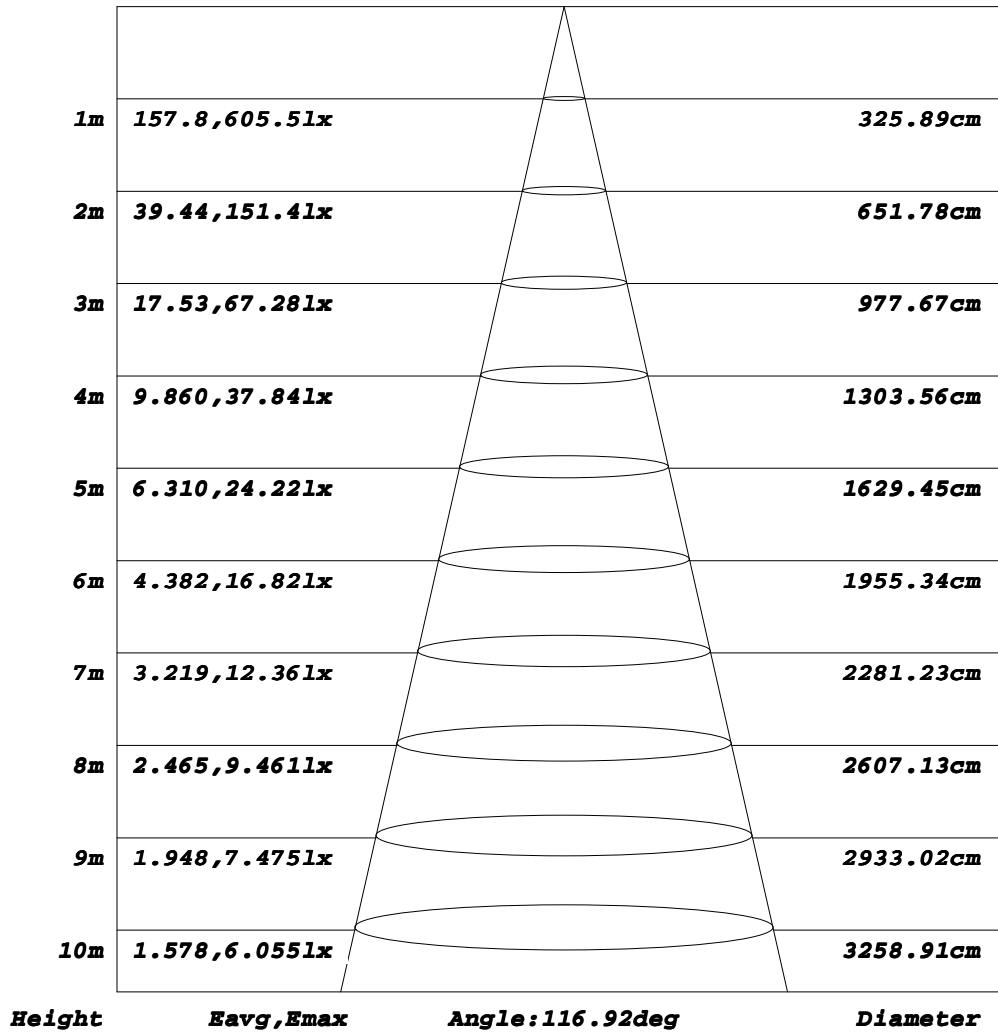 1m 157.8,605.5lx 325.89cm
2m 39.44,151.4lx 651.78cm
3m 17.53,67.28lx 977.67cm
4m 9.860,37.84lx 1303.56cm
5m 6.310,24.22lx 1629.45cm
6m 4.382,16.82lx 1955.34cm
7m 3.219,12.36lx 2281.23cm
8m 2.465,9.461lx 2607.13cm
9m 1.948,7.475lx 2933.02cm
10m 1.578,6.055lx 3258.91cm
Height Eavg,Emax Angle:116.92deg Diameter